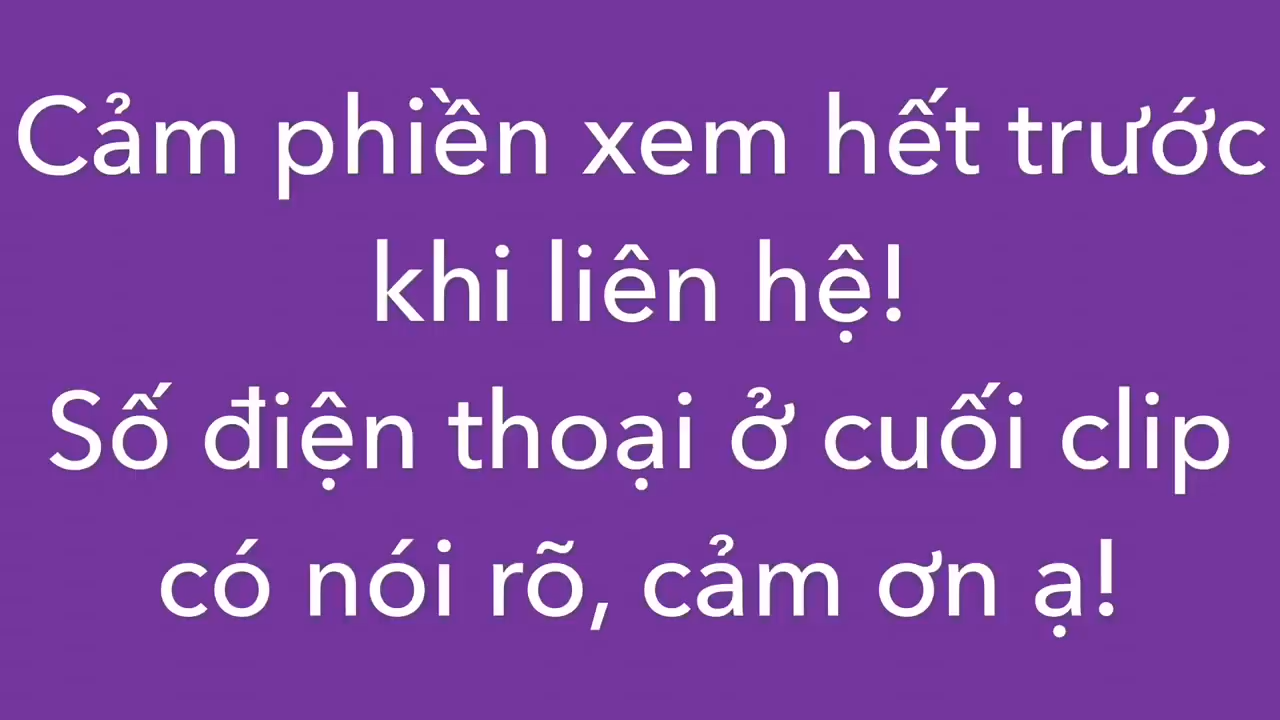 Cảm phiền xem hết trước
khi liên hệ!
Số điện thoại ở cuối clip
có nói rõ, cảm ơn ạ!